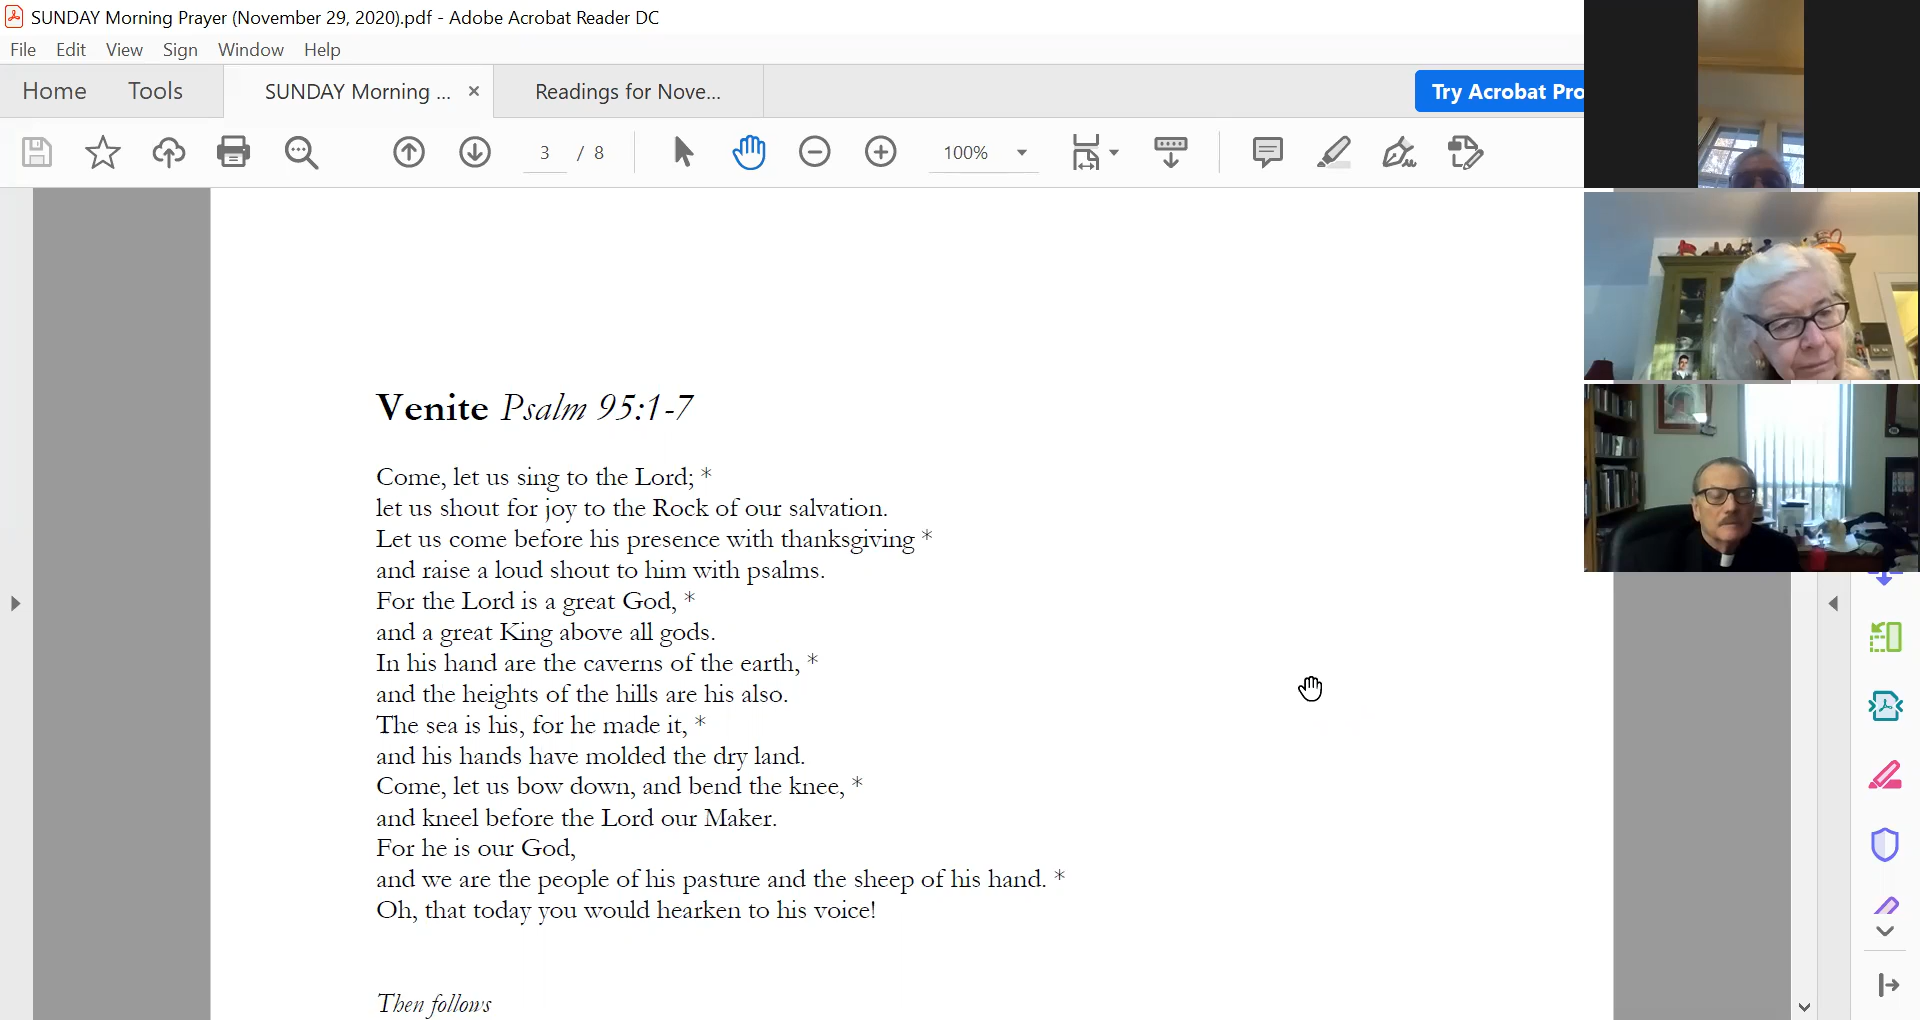 SUNDAY Morning Prayer (November 29, 2020).pdf - Adobe Acrobat Reader DC
File Edit View Sign Window Help
Home Tools SUNDAY Morning ... × Readings for Nove... Try Acrobat Pro
3 / 8 100%
Venite Psalm 95:1-7
Come, let us sing to the Lord; *
let us shout for joy to the Rock of our salvation.
Let us come before his presence with thanksgiving *
and raise a loud shout to him with psalms.
For the Lord is a great God, *
and a great King above all gods.
In his hand are the caverns of the earth, *
and the heights of the hills are his also.
The sea is his, for he made it, *
and his hands have molded the dry land.
Come, let us bow down, and bend the knee, *
and kneel before the Lord our Maker.
For he is our God,
and we are the people of his pasture and the sheep of his hand. *
Oh, that today you would hearken to his voice!
Then follows